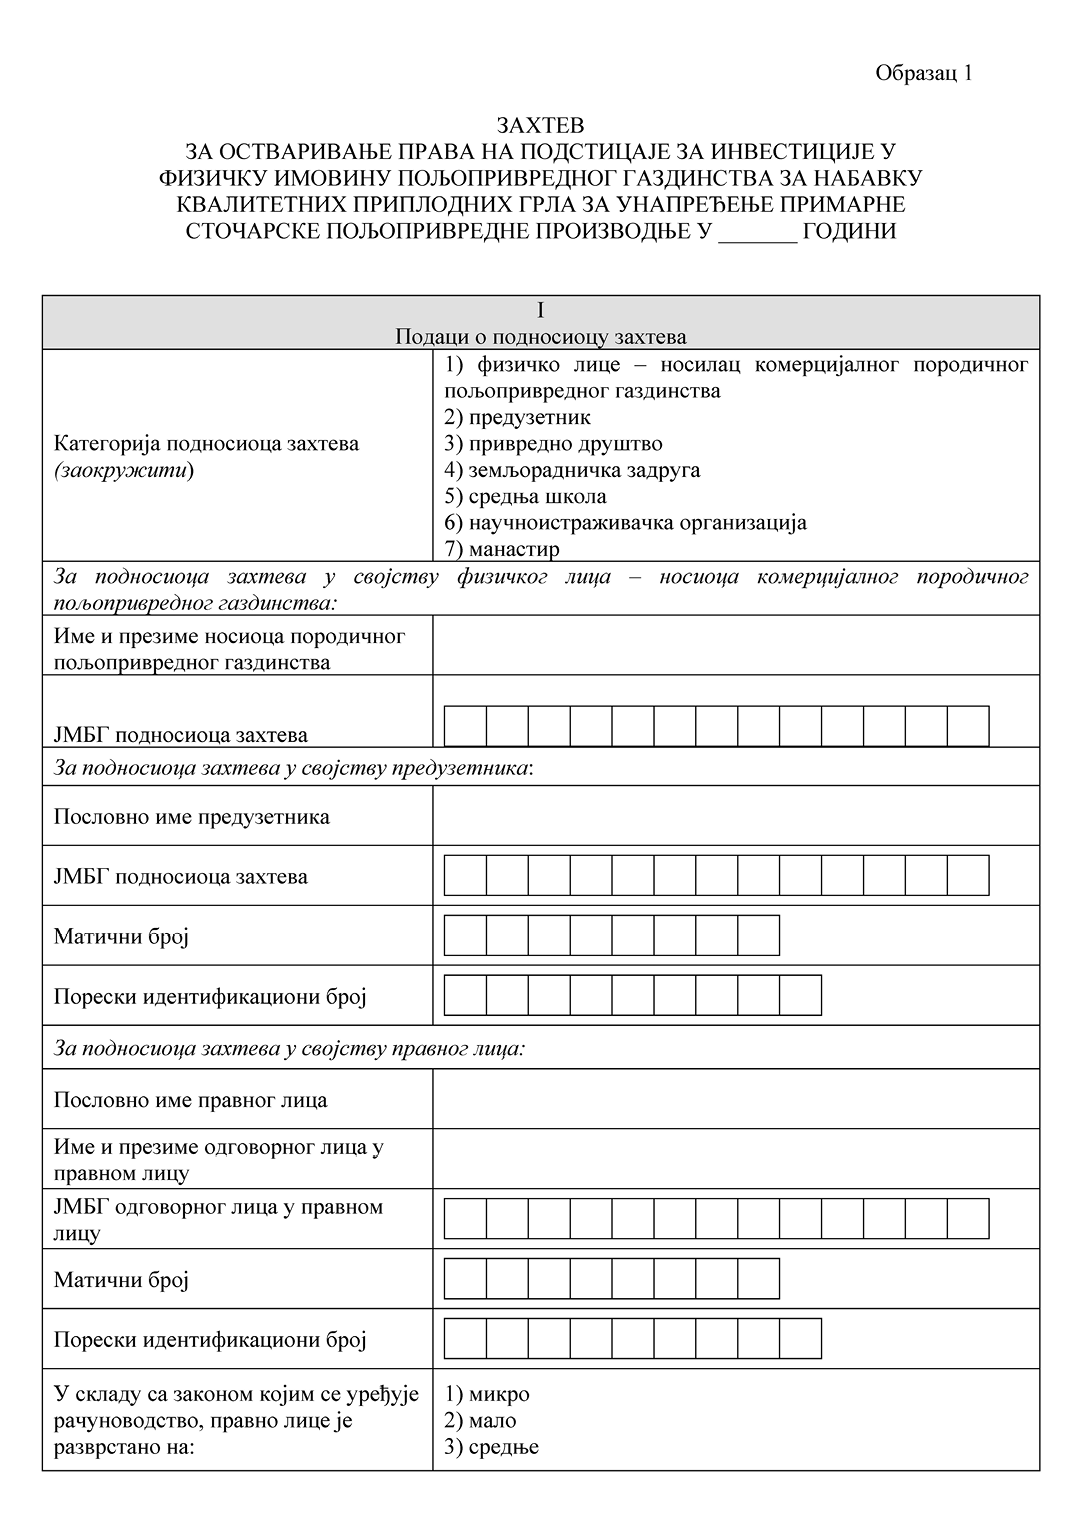 Образац 1
ЗАХТЕВ
ЗА ОСТВАРИВАЊЕ ПРАВА НА ПОДСТИЦАЈЕ ЗА ИНВЕСТИЦИЈЕ У
ФИЗИЧКУ ИМОВИНУ ПОЉОПРИВРЕДНОГ ГАЗДИНСТВА ЗА НАБАВКУ
КВАЛИТЕТНИХ ПРИПЛОДНИХ ГРЛА ЗА УНАПРЕЂЕЊЕ ПРИМАРНЕ
СТОЧАРСКЕ ПОЉОПРИВРЕДНЕ ПРОИЗВОДЊЕ У _______ ГОДИНИ
I
Подаци о подносиоцу захтева
Категорија подносиоца захтева
(заокружити)
1) физичко лице – носилац комерцијалног породичног
пољопривредног газдинства
2) предузетник
3) привредно друштво
4) земљорадничка задруга
5) средња школа
6) научноистраживачка организација
7) манастир
За подносиоца захтева у својству физичког лица – носиоца комерцијалног породичног
пољопривредног газдинства:
Име и презиме носиоца породичног
пољопривредног газдинства
ЈМБГ подносиоца захтева
За подносиоца захтева у својству предузетника:
Пословно име предузетника
ЈМБГ подносиоца захтева
Матични број
Порески идентификациони број
За подносиоца захтева у својству правног лица:
Пословно име правног лица
Име и презиме одговорног лица у
правном лицу
ЈМБГ одговорног лица у правном
лицу
Матични број
Порески идентификациони број
У складу са законом којим се уређује
рачуноводство, правно лице је
разврстано на:
1) микро
2) мало
3) средње